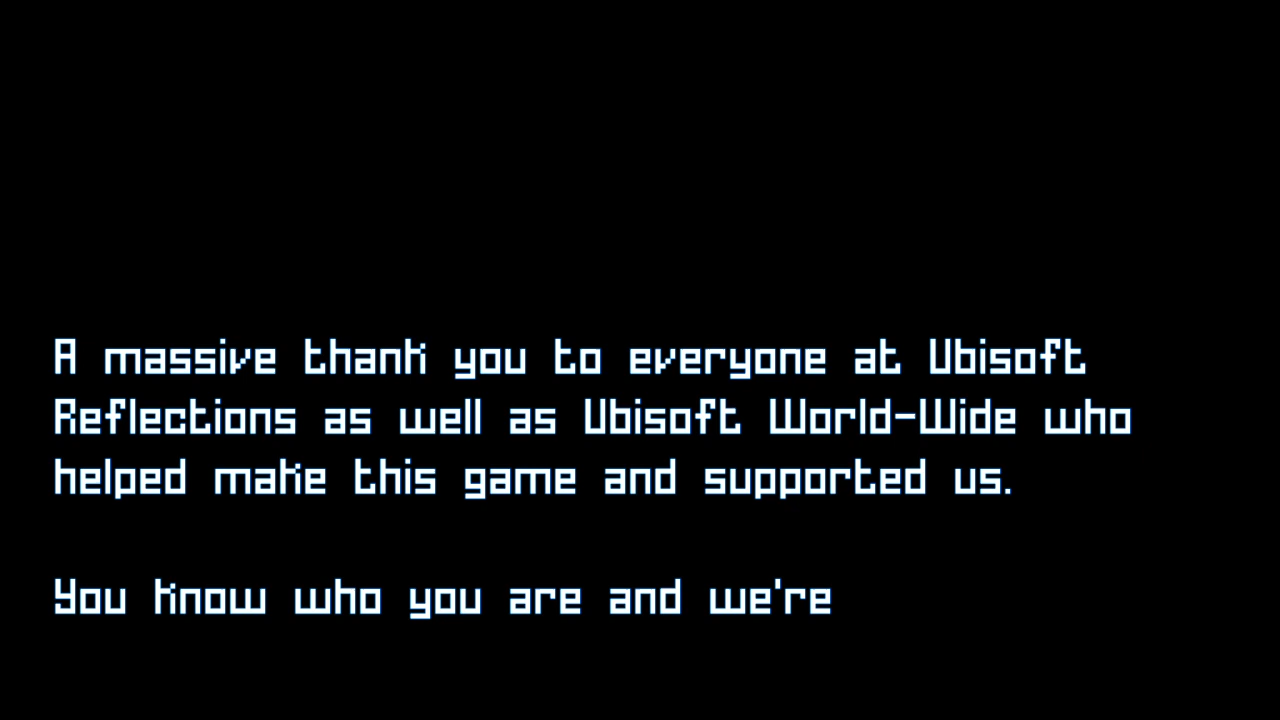 A massive thank you to everyone at Ubisoft
Reflections as well as Ubisoft World-Wide who
helped make this game and supported us.
You know who you are and we're